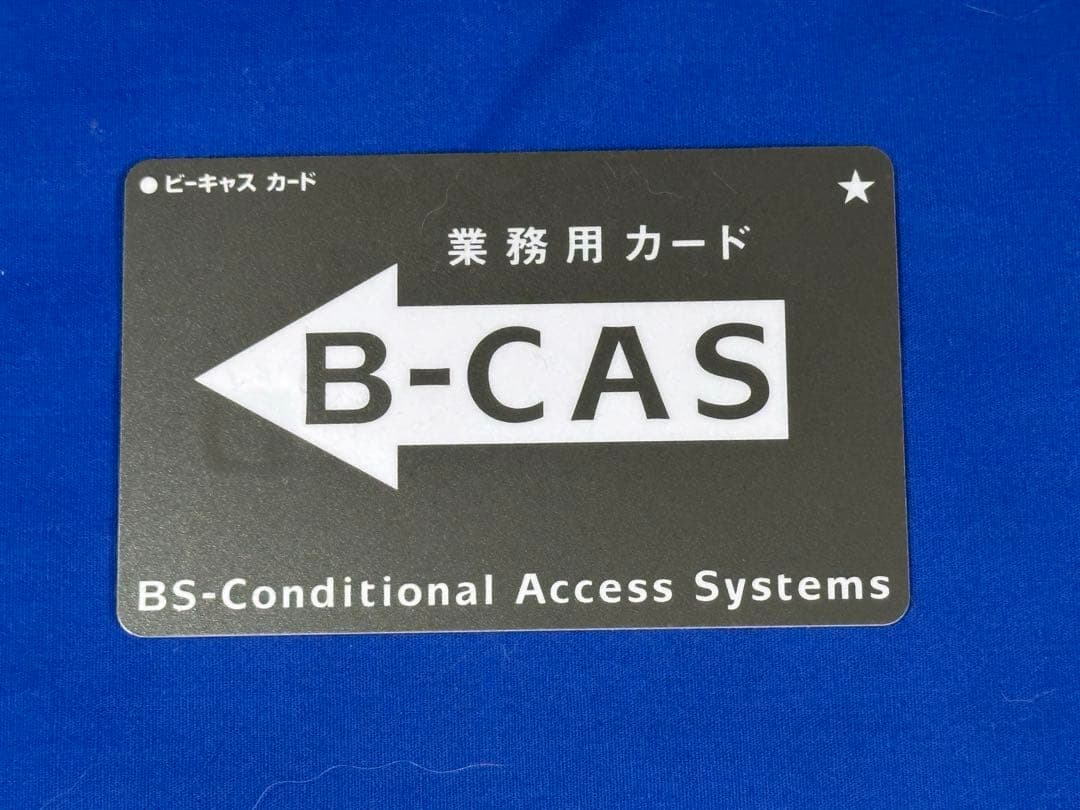 ●ビーキャス カード
★
業務用カード
B-CAS
BS-Conditional Access Systems